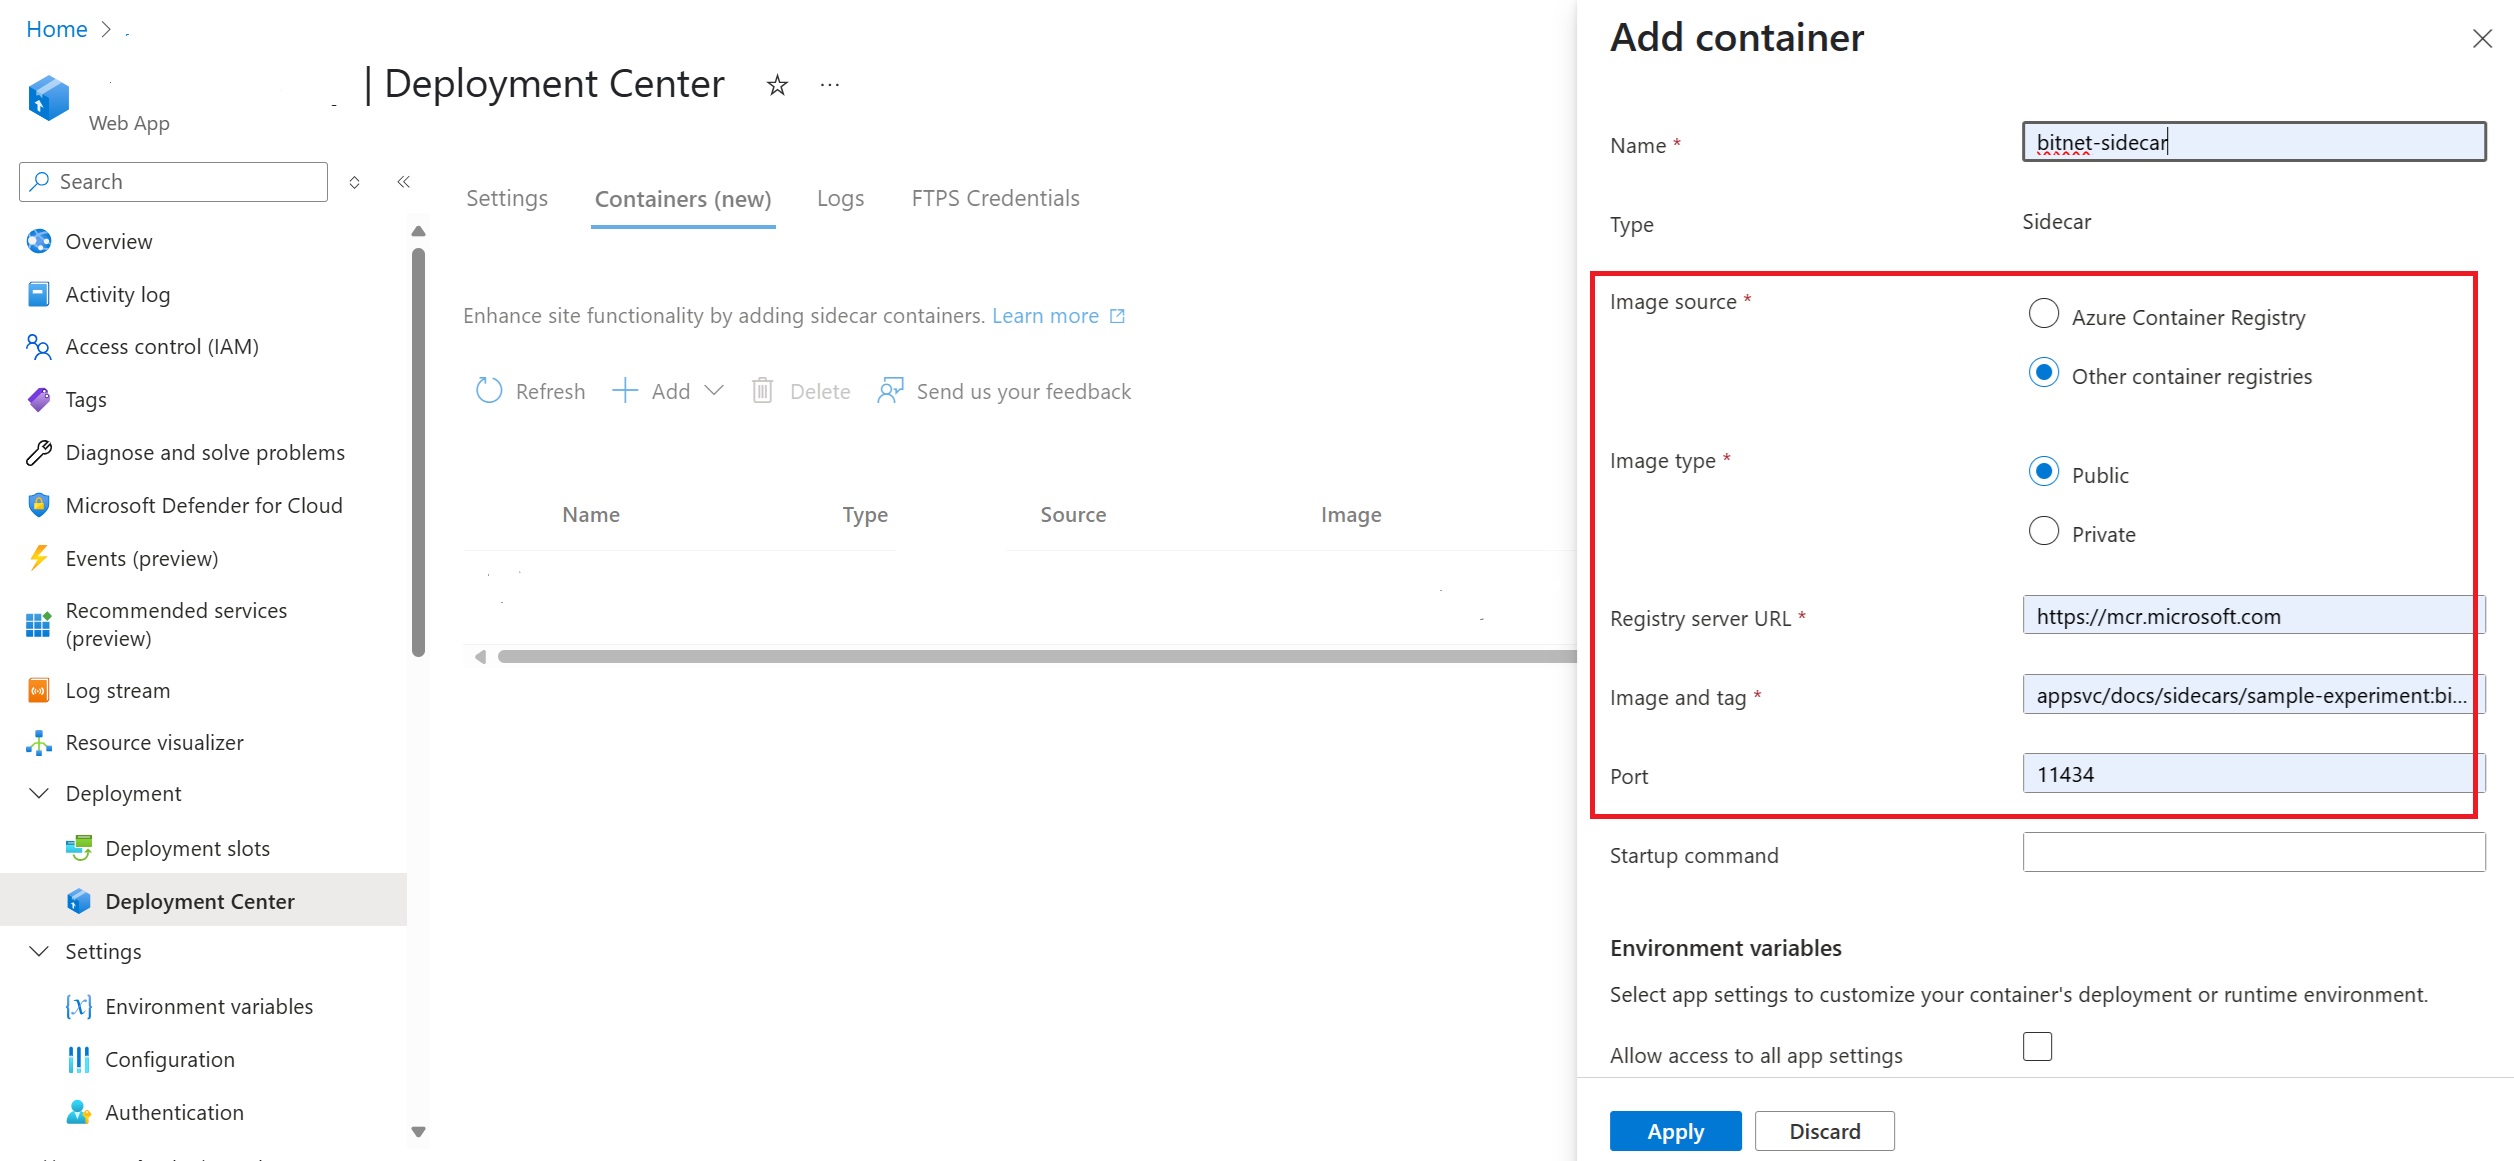 Home
| Deployment Center
Web App
Search
Overview
Activity log
Access control (IAM)
Tags
Diagnose and solve problems
Microsoft Defender for Cloud
Events (preview)
Recommended services
(preview)
Log stream
Resource visualizer
Deployment
Deployment slots
Deployment Center
Settings
Environment variables
Configuration
Authentication
Settings
Containers (new)
Logs
FTPS Credentials
Enhance site functionality by adding sidecar containers. Learn more
Refresh
Add
Delete
Send us your feedback
Name
Type
Source
Image
Add container
Name *
bitnet-sidecar
Type
Sidecar
Image source *
Azure Container Registry
Other container registries
Image type *
Public
Private
Registry server URL *
https://mcr.microsoft.com
Image and tag *
appsvc/docs/sidecars/sample-experiment:bi...
Port
11434
Startup command
Environment variables
Select app settings to customize your container's deployment or runtime environment.
Allow access to all app settings
Apply
Discard